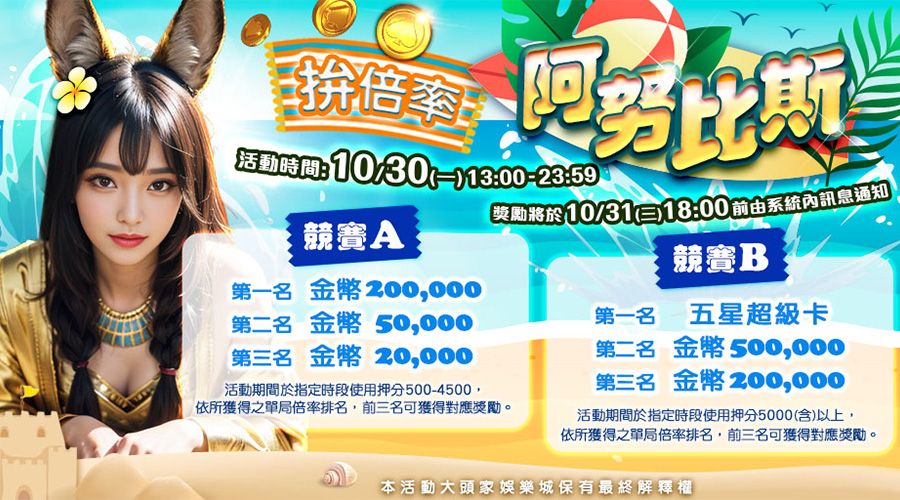 拚倍率
阿努比斯
活動時間:10/30(一)13:00-23:59
獎勵將於10/31(二)18:00前由系統內訊息通知
競賽A
第一名 金幣 200,000
第二名 金幣 50,000
第三名 金幣 20,000
活動期間於指定時段使用押分500-4500，
依所獲得之單局倍率排名，前三名可獲得對應獎勵。
競賽B
第一名 五星超級卡
第二名 金幣 500,000
第三名 金幣 200,000
活動期間於指定時段使用押分5000(含)以上，
依所獲得之單局倍率排名，前三名可獲得對應獎勵。
本活動大頭家娛樂城保有最終解釋權